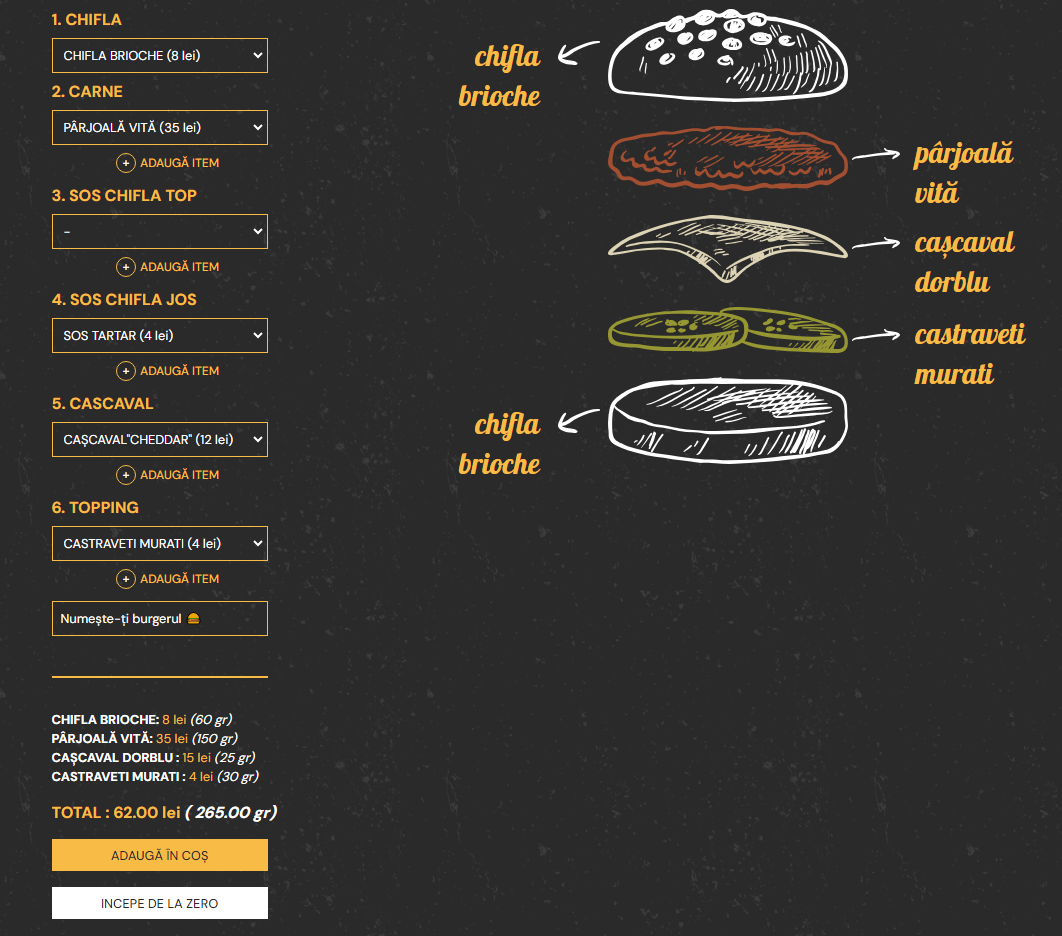 1. CHIFLA
CHIFLA BRIOCHE (8 lei)
2. CARNE
PÂRJOALĂ VITĂ (35 lei)
+ ADAUGĂ ITEM
3. SOS CHIFLA TOP
-
+ ADAUGĂ ITEM
4. SOS CHIFLA JOS
SOS TARTAR (4 lei)
+ ADAUGĂ ITEM
5. CASCAVAL
CAȘCAVAL"CHEDDAR" (12 lei)
+ ADAUGĂ ITEM
6. TOPPING
CASTRAVETI MURATI (4 lei)
+ ADAUGĂ ITEM
Numește-ți burgerul 🍔
CHIFLA BRIOCHE: 8 lei (60 gr)
PÂRJOALĂ VITĂ: 35 lei (150 gr)
CAȘCAVAL DORBLU : 15 lei (25 gr)
CASTRAVETI MURATI : 4 lei (30 gr)
TOTAL : 62.00 lei ( 265.00 gr)
ADAUGĂ ÎN COȘ
INCEPE DE LA ZERO
chifla
brioche
pârjoală
vită
cașcaval
dorblu
castraveti
murati
chifla
brioche